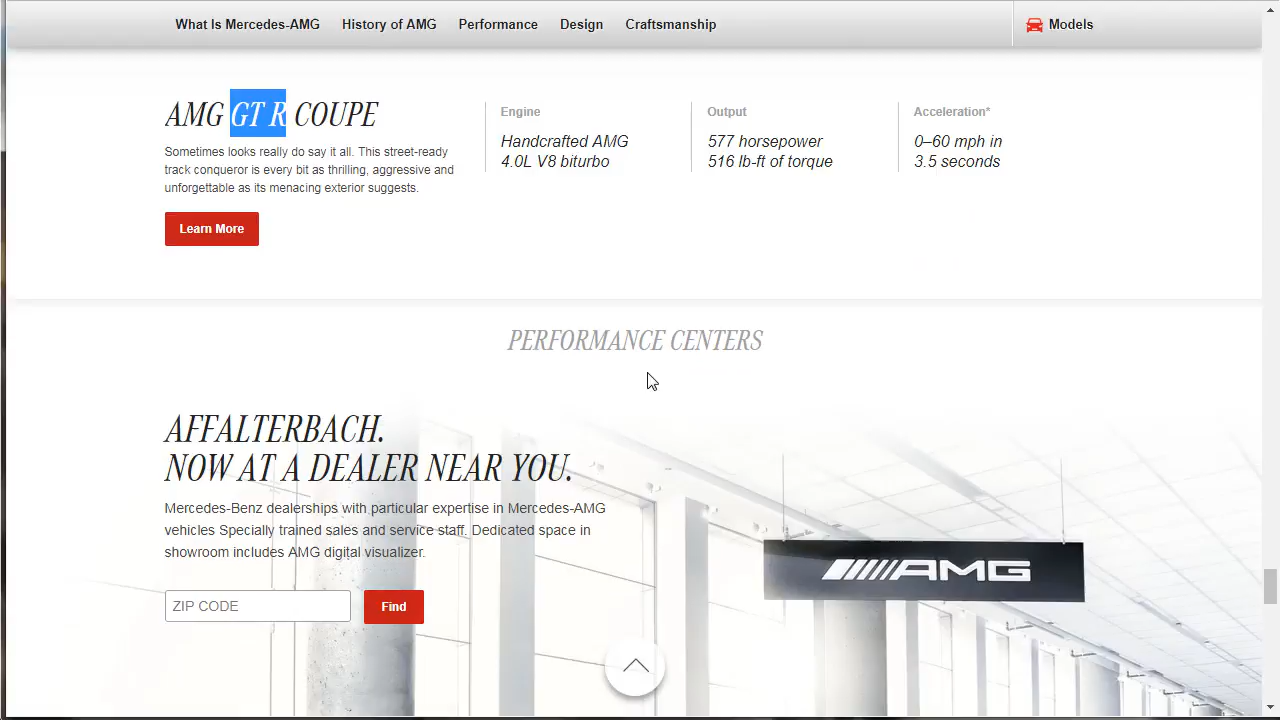 What Is Mercedes-AMG
History of AMG
Performance
Design
Craftsmanship
Models
AMG GT R COUPE
Sometimes looks really do say it all. This street-ready
track conqueror is every bit as thrilling, aggressive and
unforgettable as its menacing exterior suggests.
Learn More
Engine
Handcrafted AMG
4.0L V8 biturbo
Output
577 horsepower
516 lb-ft of torque
Acceleration*
0–60 mph in
3.5 seconds
PERFORMANCE CENTERS
AFFALTERBACH.
NOW AT A DEALER NEAR YOU.
Mercedes-Benz dealerships with particular expertise in Mercedes-AMG
vehicles Specially trained sales and service staff. Dedicated space in
showroom includes AMG digital visualizer.
ZIP CODE
Find
AMG